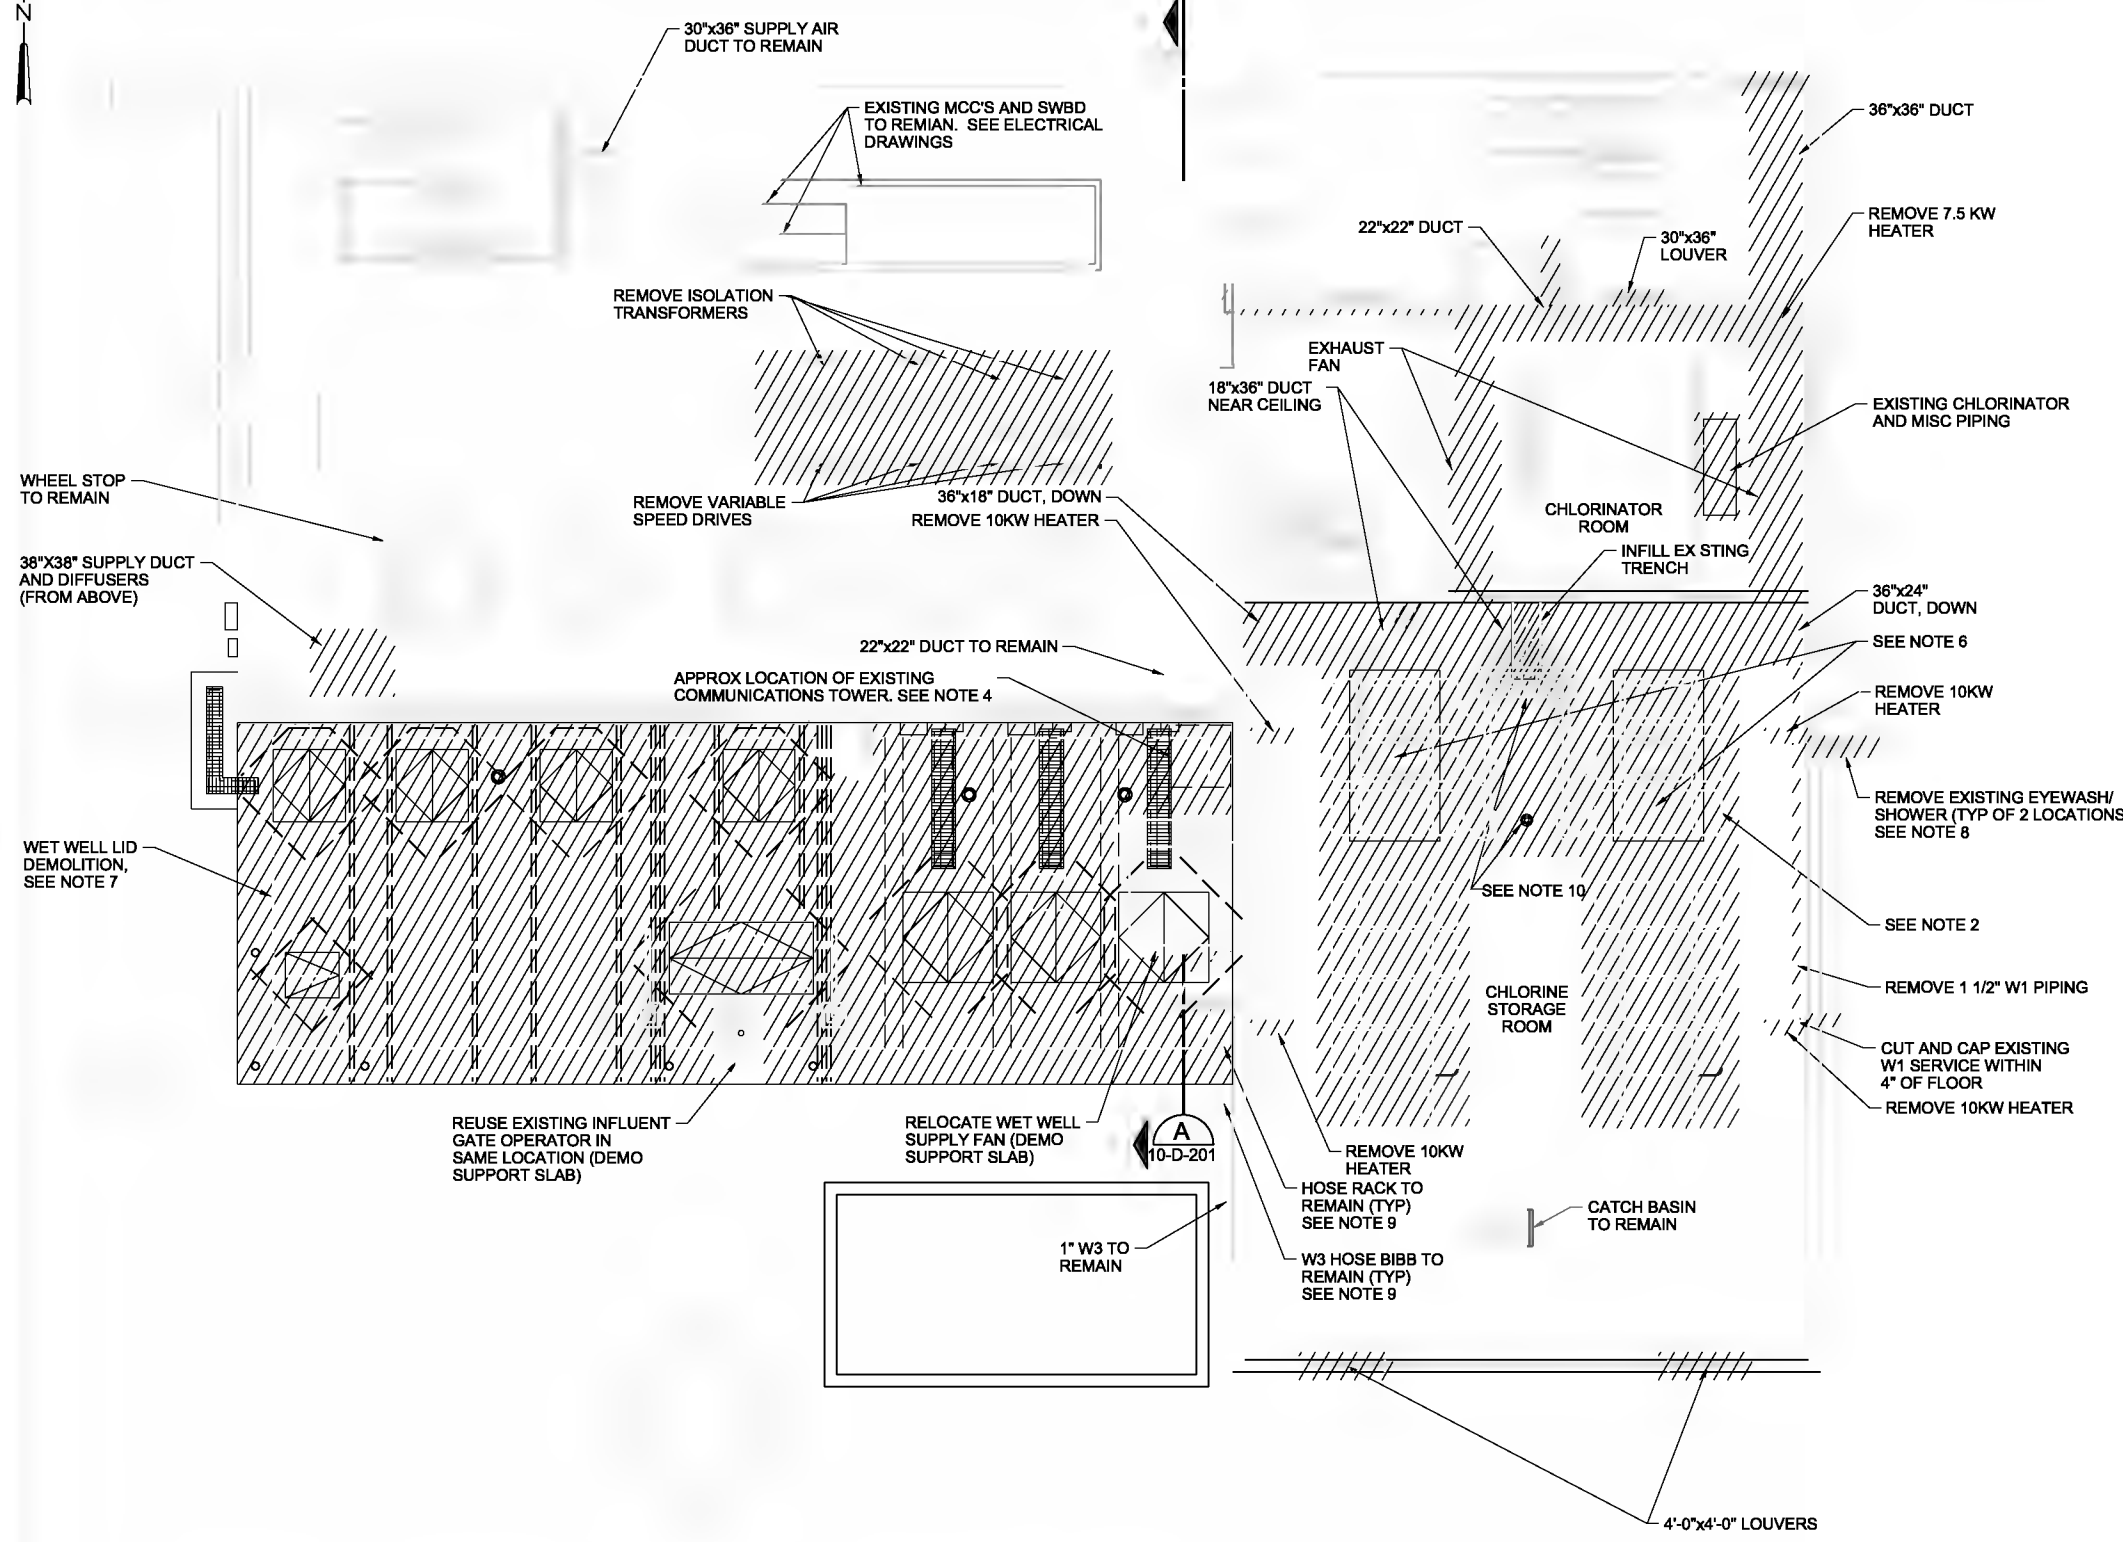 N
30"x36" SUPPLY AIR
DUCT TO REMAIN
EXISTING MCC'S AND SWBD
TO REMIAN. SEE ELECTRICAL
DRAWINGS
36"x36" DUCT
REMOVE 7.5 KW
HEATER
22"x22" DUCT
30"x36"
LOUVER
REMOVE ISOLATION
TRANSFORMERS
EXHAUST
FAN
18"x36" DUCT
NEAR CEILING
EXISTING CHLORINATOR
AND MISC PIPING
WHEEL STOP
TO REMAIN
REMOVE VARIABLE
SPEED DRIVES
36"x18" DUCT, DOWN
REMOVE 10KW HEATER
CHLORINATOR
ROOM
INFILL EX STING
TRENCH
38"X38" SUPPLY DUCT
AND DIFFUSERS
(FROM ABOVE)
36"x24"
DUCT, DOWN
SEE NOTE 6
22"x22" DUCT TO REMAIN
APPROX LOCATION OF EXISTING
COMMUNICATIONS TOWER. SEE NOTE 4
REMOVE 10KW
HEATER
REMOVE EXISTING EYEWASH/
SHOWER (TYP OF 2 LOCATIONS
SEE NOTE 8
WET WELL LID
DEMOLITION,
SEE NOTE 7
SEE NOTE 10
SEE NOTE 2
CHLORINE
STORAGE
ROOM
REMOVE 1 1/2" W1 PIPING
CUT AND CAP EXISTING
W1 SERVICE WITHIN
4" OF FLOOR
REMOVE 10KW HEATER
REUSE EXISTING INFLUENT
GATE OPERATOR IN
SAME LOCATION (DEMO
SUPPORT SLAB)
RELOCATE WET WELL
SUPPLY FAN (DEMO
SUPPORT SLAB)
A
10-D-201
REMOVE 10KW
HEATER
HOSE RACK TO
REMAIN (TYP)
SEE NOTE 9
CATCH BASIN
TO REMAIN
1" W3 TO
REMAIN
W3 HOSE BIBB TO
REMAIN (TYP)
SEE NOTE 9
4'-0"x4'-0" LOUVERS